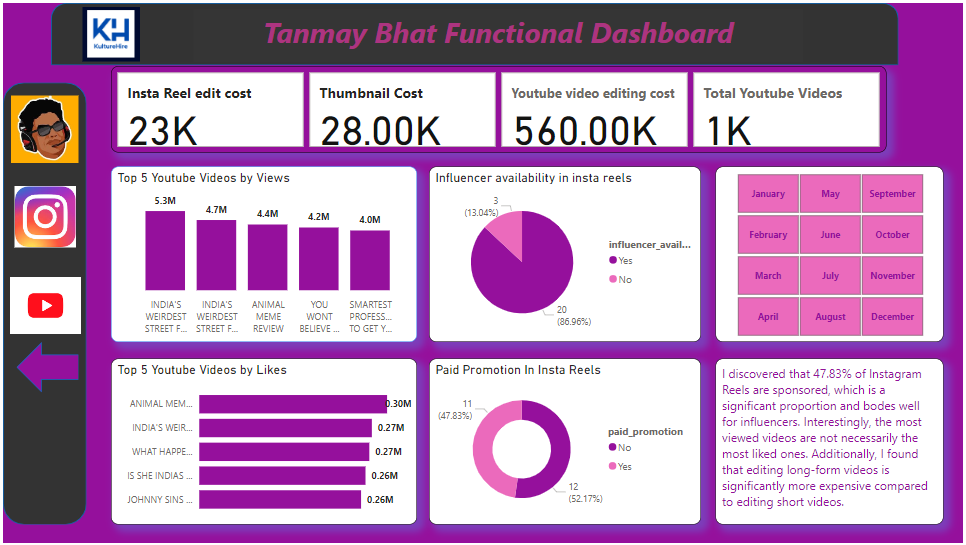 KH
KultureHire
Tanmay Bhat Functional Dashboard
Insta Reel edit cost
23K
Thumbnail Cost
28.00K
Youtube video editing cost
560.00K
Total Youtube Videos
1K
Top 5 Youtube Videos by Views
5.3M
4.7M
4.4M
4.2M
4.0M
INDIA'S
WEIRDEST
STREET F...
INDIA'S
WEIRDEST
STREET F...
ANIMAL
MEME
REVIEW
YOU
WONT
BELIEVE ...
SMARTEST
PROFESS...
TO GET Y...
Influencer availability in insta reels
3
(13.04%)
20
(86.96%)
influencer_avail...
Yes
No
January
May
September
February
June
October
March
July
November
April
August
December
Top 5 Youtube Videos by Likes
ANIMAL MEM...
0.30M
INDIA'S WEIR...
0.27M
WHAT HAPPE...
0.27M
IS SHE INDIAS ...
0.26M
JOHNNY SINS ...
0.26M
Paid Promotion In Insta Reels
11
(47.83%)
12
(52.17%)
paid_promotion
No
Yes
I discovered that 47.83% of Instagram
Reels are sponsored, which is a
significant proportion and bodes well
for influencers. Interestingly, the most
viewed videos are not necessarily the
most liked ones. Additionally, I found
that editing long-form videos is
significantly more expensive compared
to editing short videos.